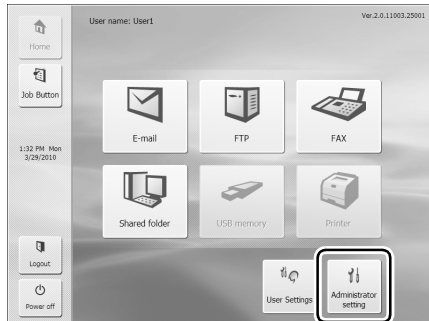 User name: User1
Ver.2.0.11003.25001
Home
Job Button
1:32 PM Mon
3/29/2010
Logout
Power off
E-mail
FTP
FAX
Shared folder
USB memory
Printer
User Settings
Administrator
setting